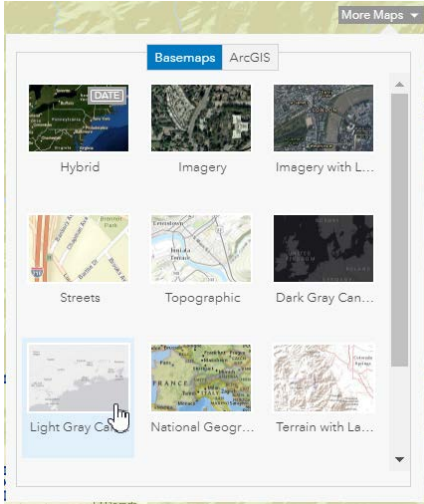 More Maps
Basemaps ArcGIS
DATE
Hybrid Imagery Imagery with L...
Streets Topographic Dark Gray Can...
FRANCE
Light Gray Ca National Geogr... Terrain with La...